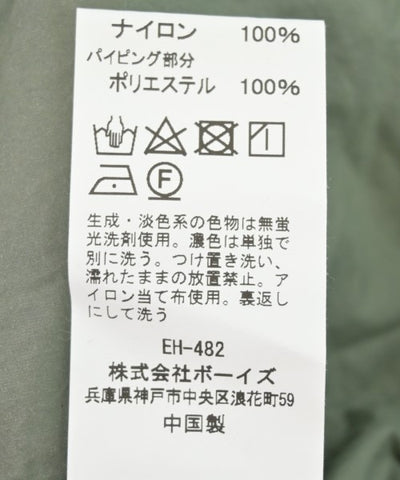 ナイロン 100%
パイピング部分
ポリエステル 100%
F
生成・淡色系の色物は無蛍
光洗剤使用。濃色は単独で
別に洗う。つけ置き洗い、
濡れたままの放置禁止。ア
イロン当て布使用。裏返し
にして洗う
EH-482
株式会社ボーイズ
兵庫県神戸市中央区浪花町59
中国製